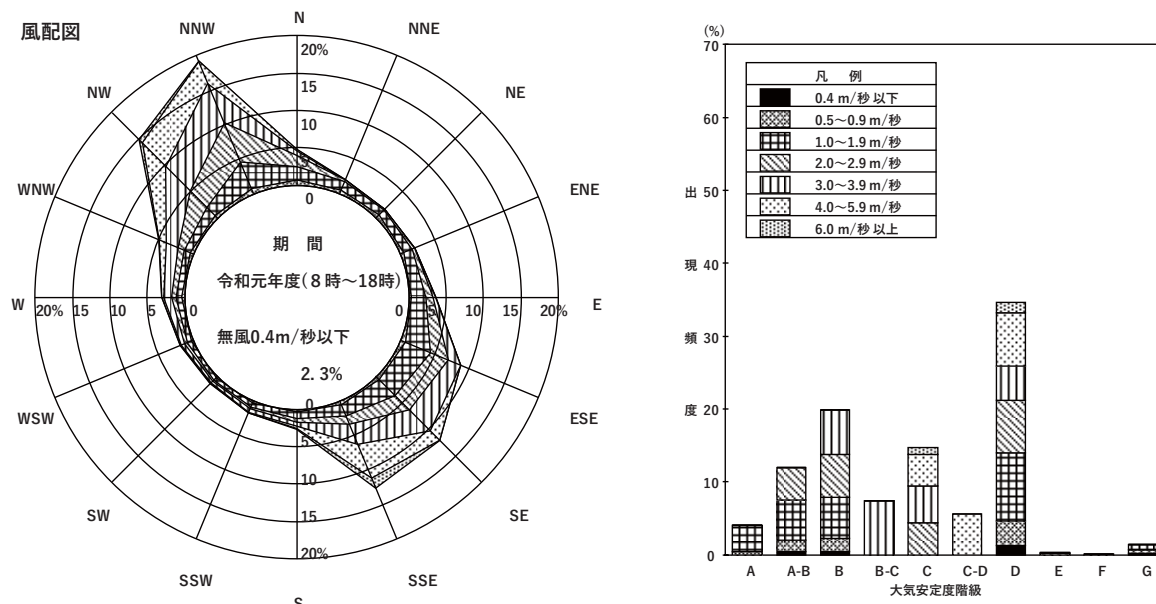 風配図
N
NNE
NE
ENE
E
ESE
SE
SSE
S
SSW
SW
WSW
W
WNW
NW
NNW
20%
15
10
5
0
20% 15 10 5 0
0 5 10 15 20%
0
5
10
15
20%
期 間
令和元年度(8時～18時)
無風0.4m/秒以下
2.3%
(%)
70
60
50
40
30
20
10
0
出現頻度
凡 例
0.4 m/秒以下
0.5～0.9 m/秒
1.0～1.9 m/秒
2.0～2.9 m/秒
3.0～3.9 m/秒
4.0～5.9 m/秒
6.0 m/秒以上
A A-B B B-C C C-D D E F G
大気安定度階級